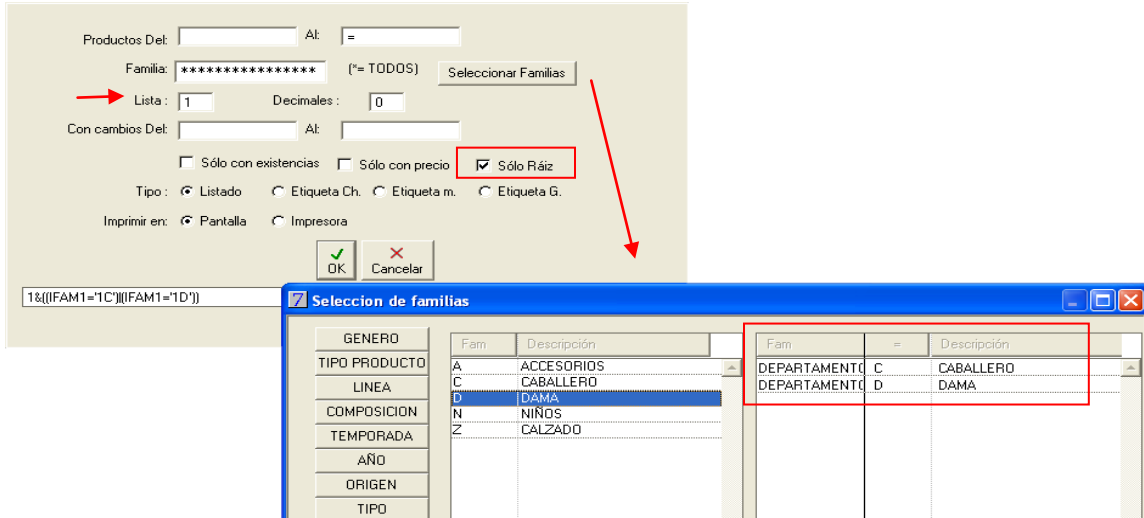 Productos Del: Al: =
Familia: **************** (*= TODOS) Seleccionar Familias
Lista : 1 Decimales : 0
Con cambios Del: Al:
Sólo con existencias Sólo con precio Sólo Ráiz
Tipo : Listado Etiqueta Ch. Etiqueta m. Etiqueta G.
Imprimir en: Pantalla Impresora
OK Cancelar
1&((IFAM1='1C')|(IFAM1='1D'))
7 Seleccion de familias
GENERO
TIPO PRODUCTO
LINEA
COMPOSICION
TEMPORADA
AÑO
ORIGEN
TIPO
Fam Descripción
A ACCESORIOS
C CABALLERO
D DAMA
N NIÑOS
Z CALZADO
Fam = Descripción
DEPARTAMENTO C CABALLERO
DEPARTAMENTO D DAMA